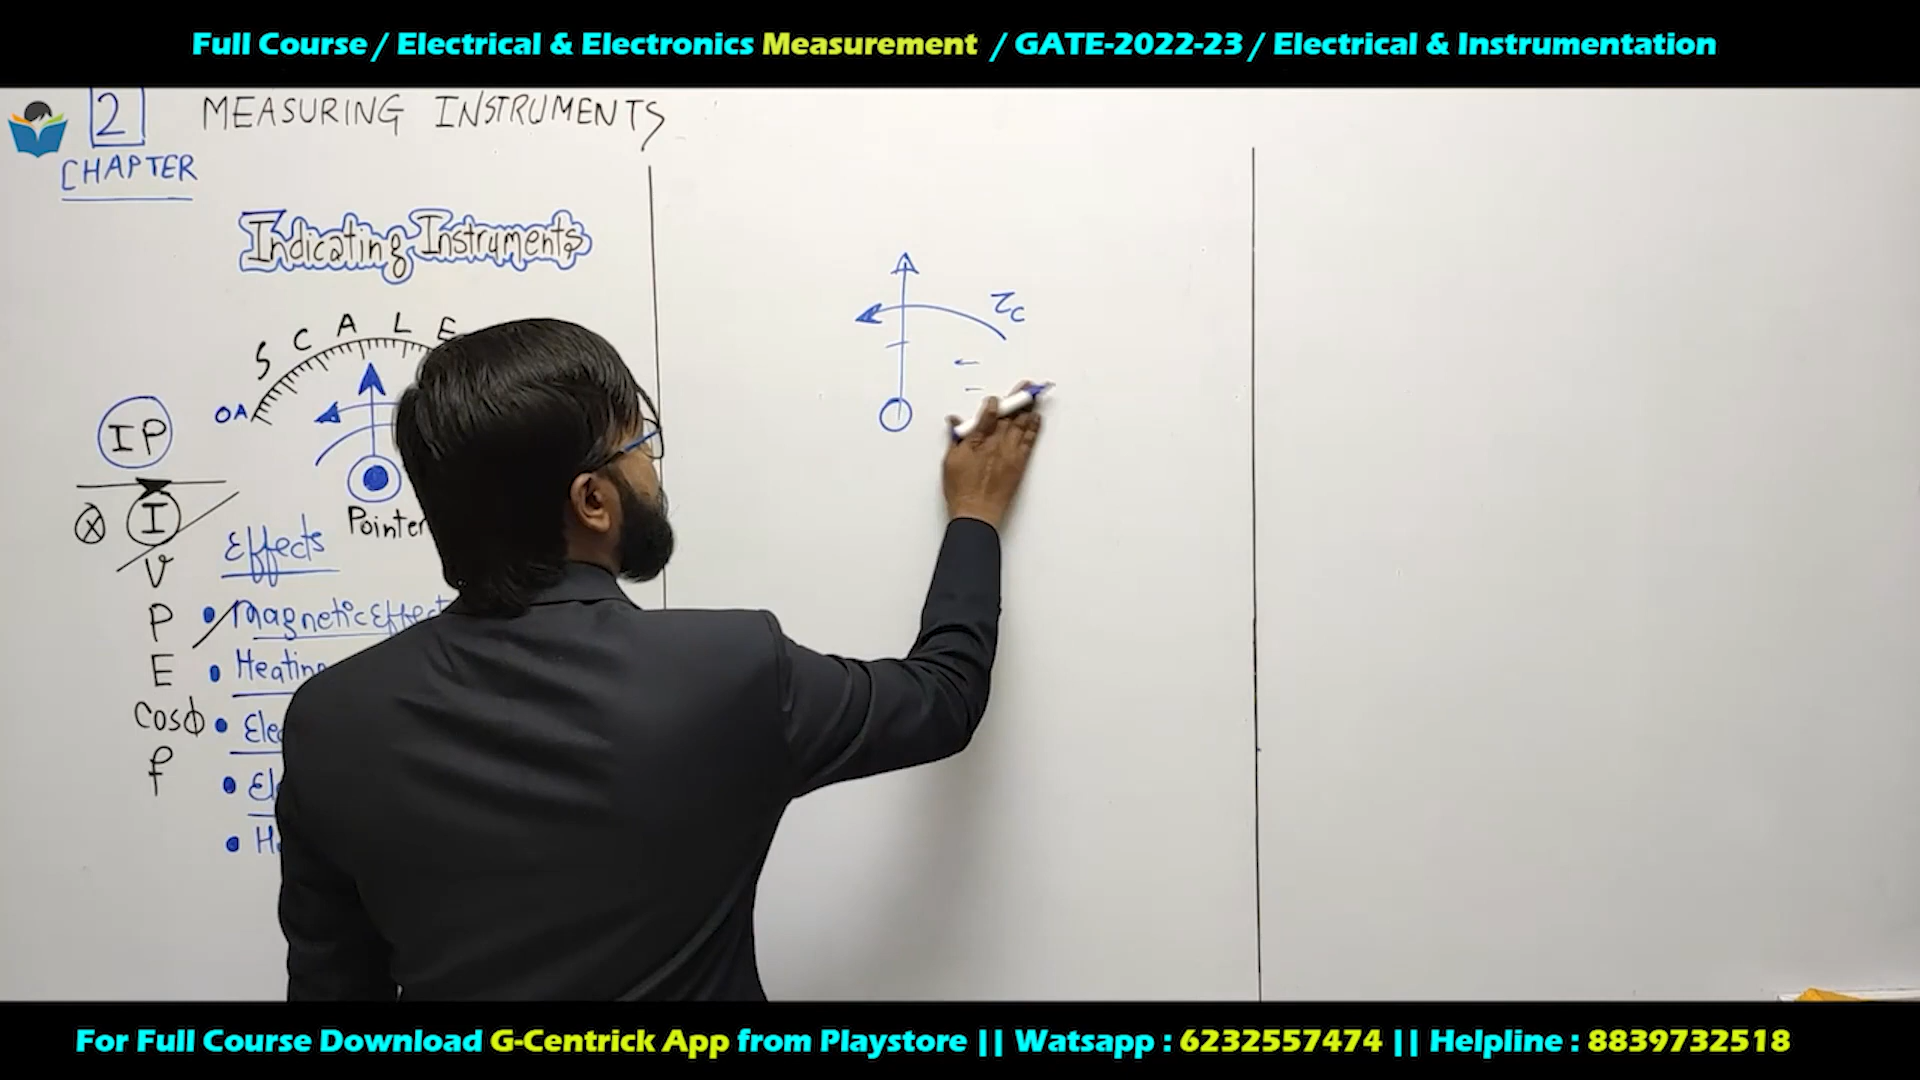 Full Course / Electrical & Electronics Measurement / GATE-2022-23 / Electrical & Instrumentation
2 MEASURING INSTRUMENTS
CHAPTER
Indicating Instruments
SCALE
OA
IP
I
Pointer
Effects
V
P
• Magnetic Effect
E
• Heating
cosϕ
f
τc
For Full Course Download G-Centrick App from Playstore || Watsapp : 6232557474 || Helpline : 8839732518